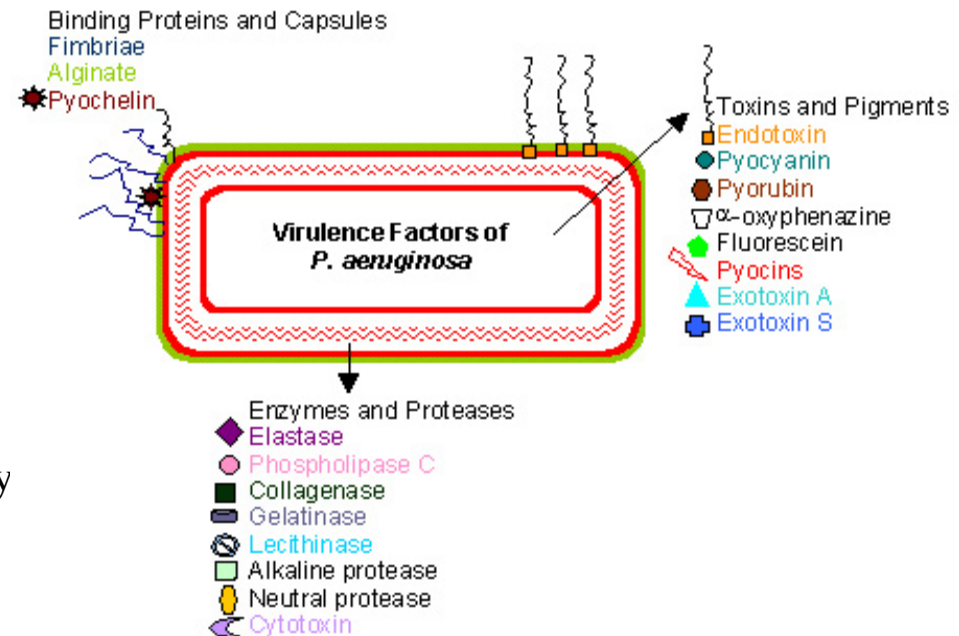 Binding Proteins and Capsules
Fimbriae
Alginate
Pyochelin
Toxins and Pigments
Endotoxin
Pyocyanin
Pyorubin
α-oxyphenazine
Fluorescein
Pyocins
Exotoxin A
Exotoxin S
Virulence Factors of
P. aeruginosa
Enzymes and Proteases
Elastase
Phospholipase C
Collagenase
Gelatinase
Lecithinase
Alkaline protease
Neutral protease
Cytotoxin
y